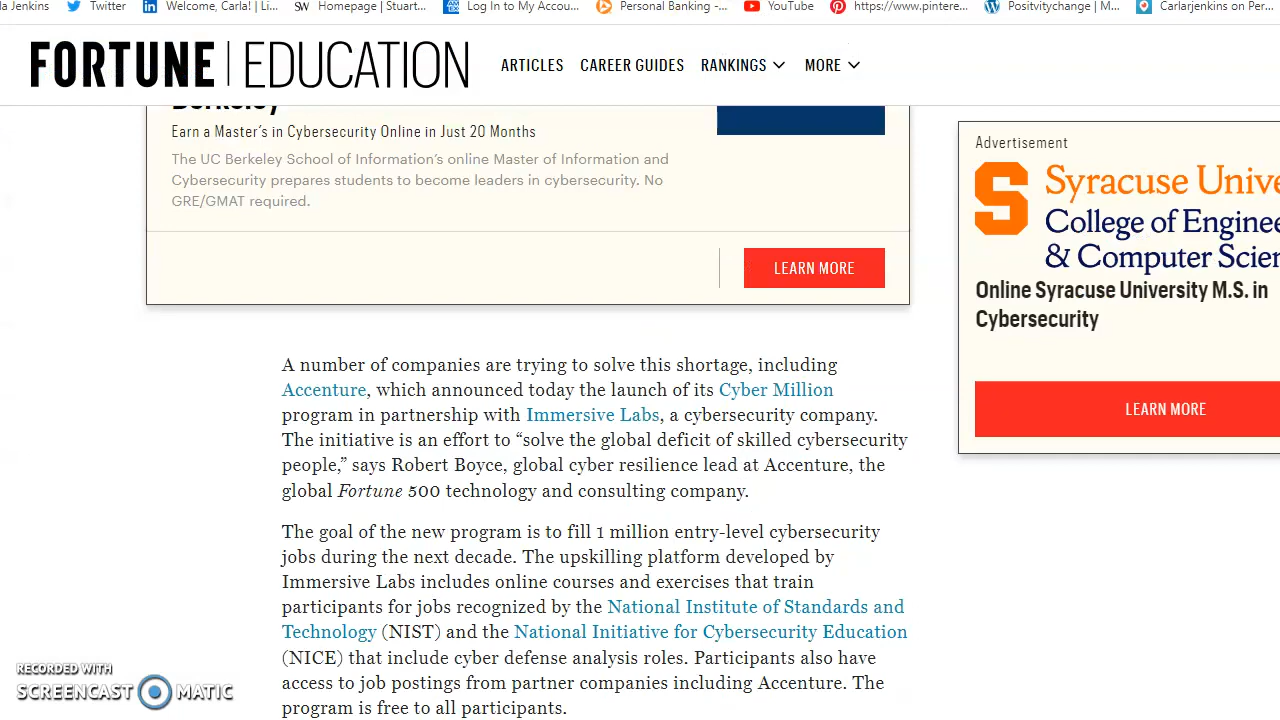 la Jenkins Twitter Welcome, Carla! | Li... Homepage | Stuart... Log In to My Accou... Personal Banking -... YouTube https://www.pintere... Positvitychange | M... Carlarjenkins on Per...
FORTUNE | EDUCATION ARTICLES CAREER GUIDES RANKINGS MORE
Berkeley
Earn a Master's in Cybersecurity Online in Just 20 Months
The UC Berkeley School of Information's online Master of Information and
Cybersecurity prepares students to become leaders in cybersecurity. No
GRE/GMAT required.
LEARN MORE
Advertisement
S
Syracuse Unive
College of Enginee
& Computer Scien
Online Syracuse University M.S. in
Cybersecurity
LEARN MORE
A number of companies are trying to solve this shortage, including
Accenture, which announced today the launch of its Cyber Million
program in partnership with Immersive Labs, a cybersecurity company.
The initiative is an effort to “solve the global deficit of skilled cybersecurity
people,” says Robert Boyce, global cyber resilience lead at Accenture, the
global Fortune 500 technology and consulting company.
The goal of the new program is to fill 1 million entry-level cybersecurity
jobs during the next decade. The upskilling platform developed by
Immersive Labs includes online courses and exercises that train
participants for jobs recognized by the National Institute of Standards and
Technology (NIST) and the National Initiative for Cybersecurity Education
(NICE) that include cyber defense analysis roles. Participants also have
access to job postings from partner companies including Accenture. The
program is free to all participants.
RECORDED WITH
SCREENCAST MATIC